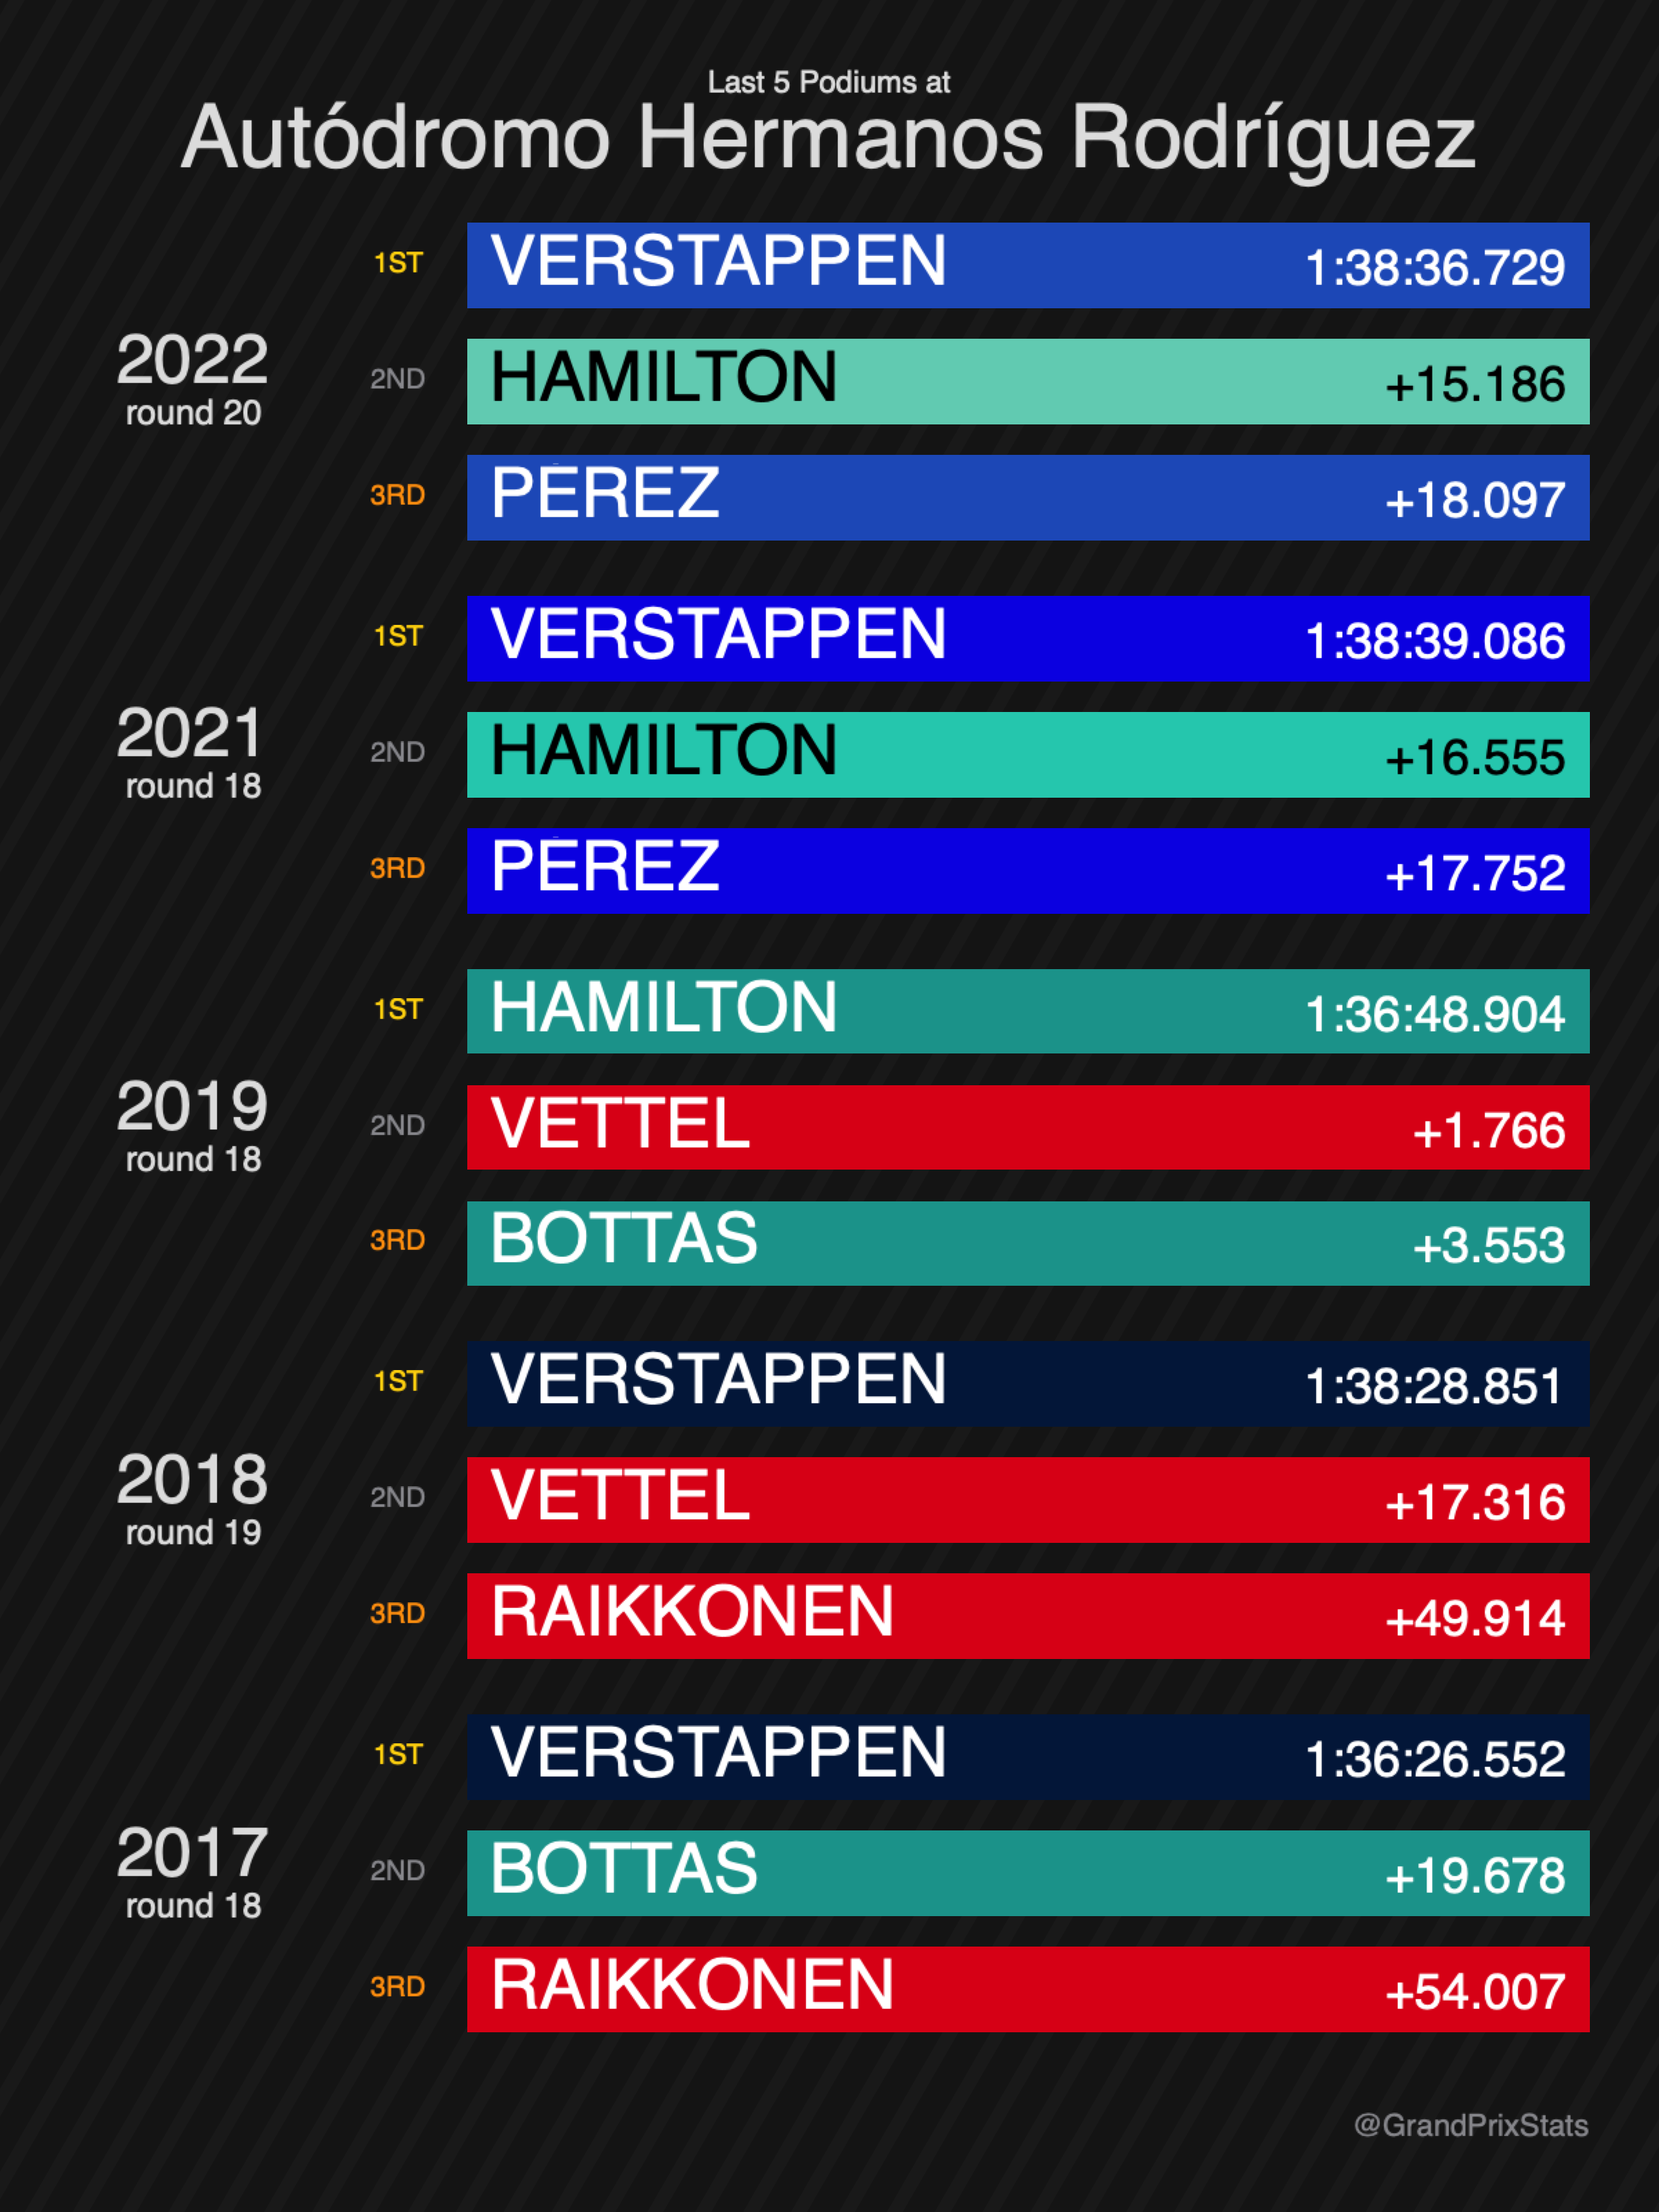 Last 5 Podiums at
Autódromo Hermanos Rodríguez
2022
round 20
1ST VERSTAPPEN 1:38:36.729
2ND HAMILTON +15.186
3RD PÉREZ +18.097
2021
round 18
1ST VERSTAPPEN 1:38:39.086
2ND HAMILTON +16.555
3RD PÉREZ +17.752
2019
round 18
1ST HAMILTON 1:36:48.904
2ND VETTEL +1.766
3RD BOTTAS +3.553
2018
round 19
1ST VERSTAPPEN 1:38:28.851
2ND VETTEL +17.316
3RD RAIKKONEN +49.914
2017
round 18
1ST VERSTAPPEN 1:36:26.552
2ND BOTTAS +19.678
3RD RAIKKONEN +54.007
@GrandPrixStats